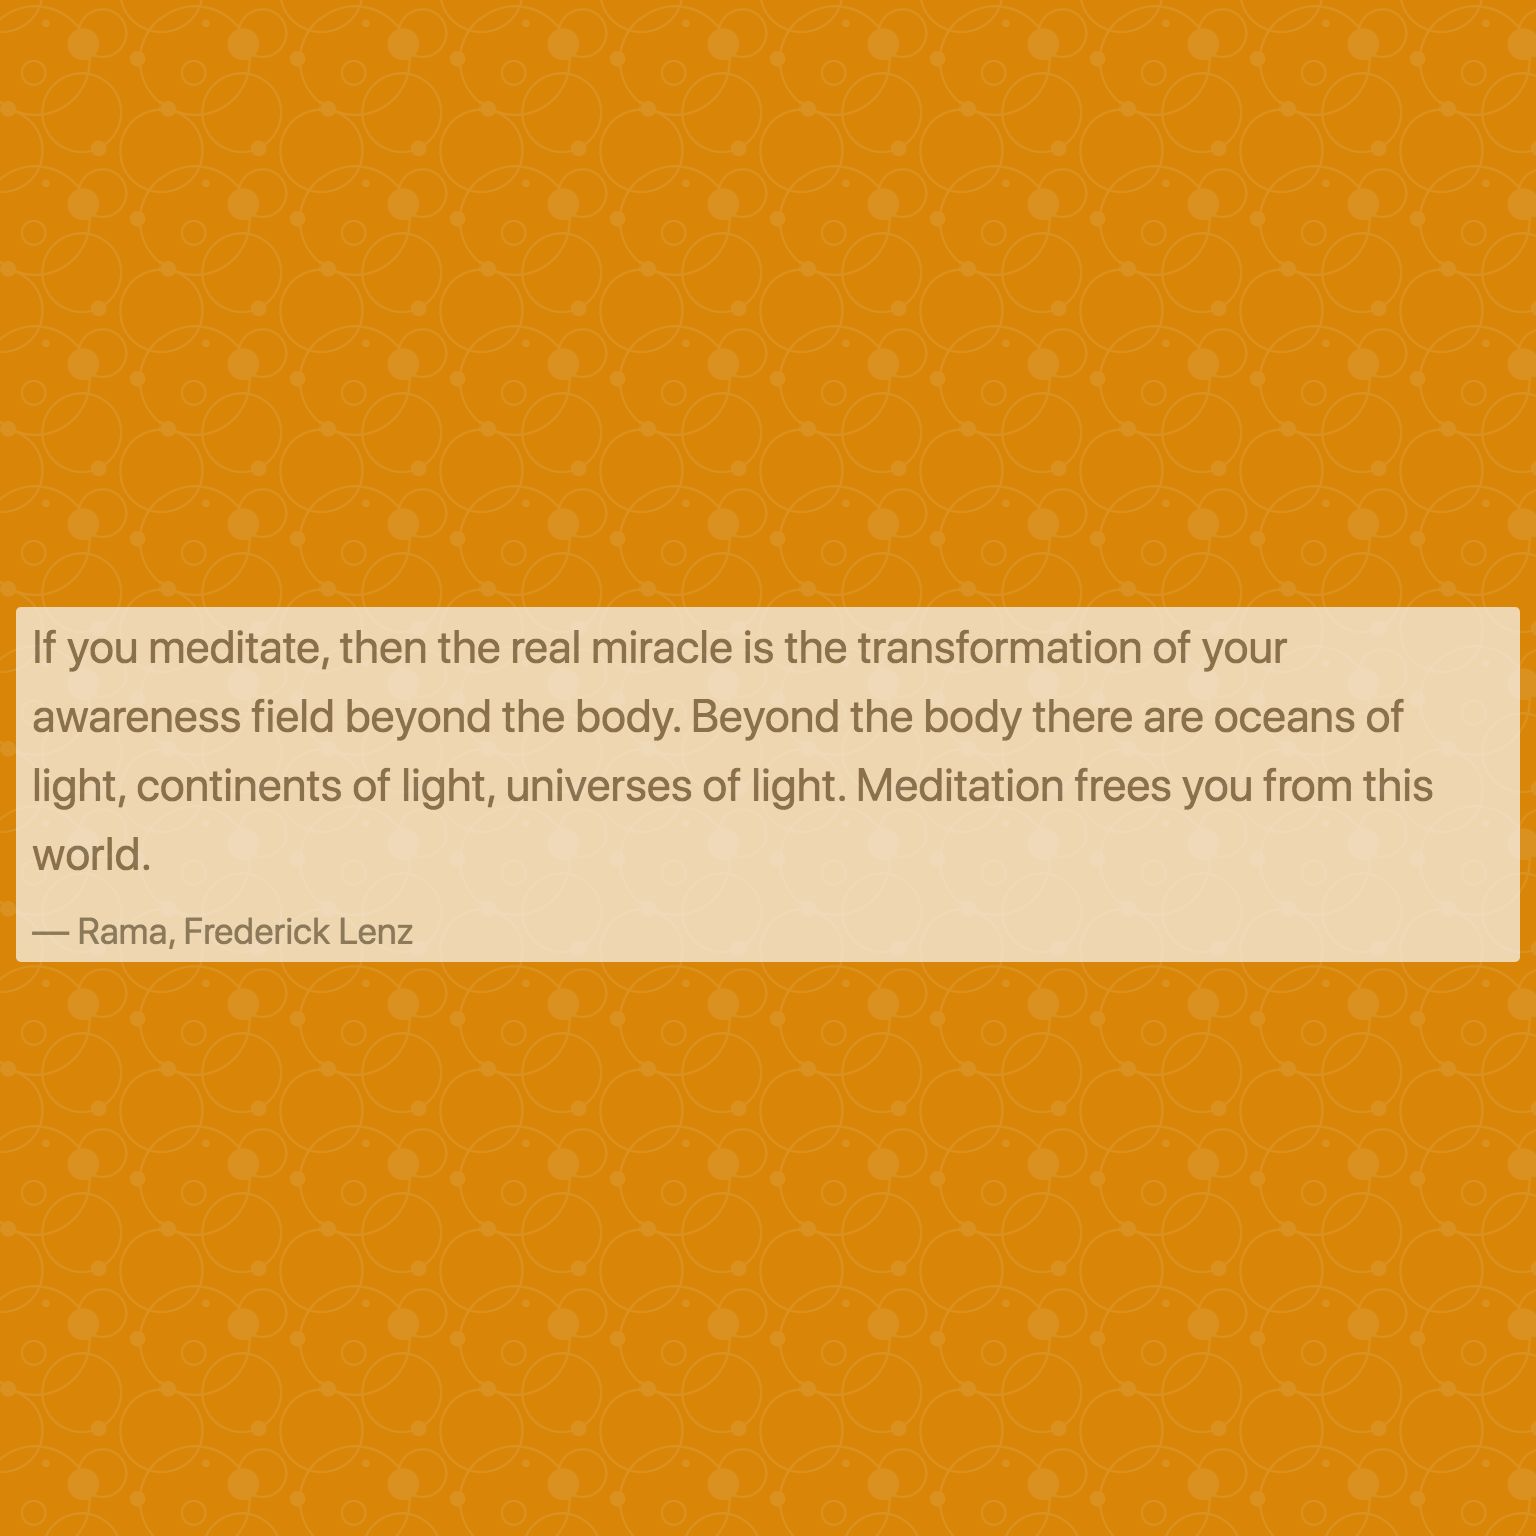 If you meditate, then the real miracle is the transformation of your
awareness field beyond the body. Beyond the body there are oceans of
light, continents of light, universes of light. Meditation frees you from this
world.
— Rama, Frederick Lenz